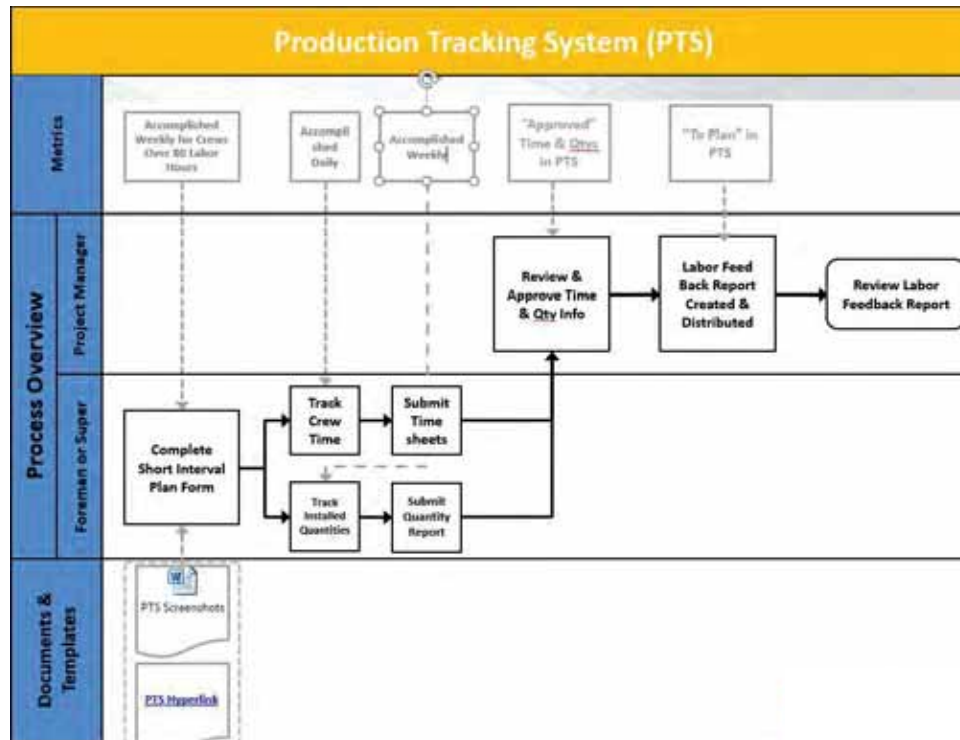 Production Tracking System (PTS)
Metrics
Accomplished
Weekly for Crews
Over 80 Labor
Hours
Accompli
shed
Daily
Accomplished
Weekly
"Approved"
Time & Qtys
in PTS
"To Plan" in
PTS
Process Overview
Project Manager
Review &
Approve Time
& Qty Info
Labor Feed
Back Report
Created &
Distributed
Review Labor
Feedback Report
Foreman or Super
Complete
Short Interval
Plan Form
Track
Crew
Time
Submit
Time
sheets
Track
Installed
Quantities
Submit
Quantity
Report
Documents &
Templates
W
PTS Screenshots
PTS Hyperlink